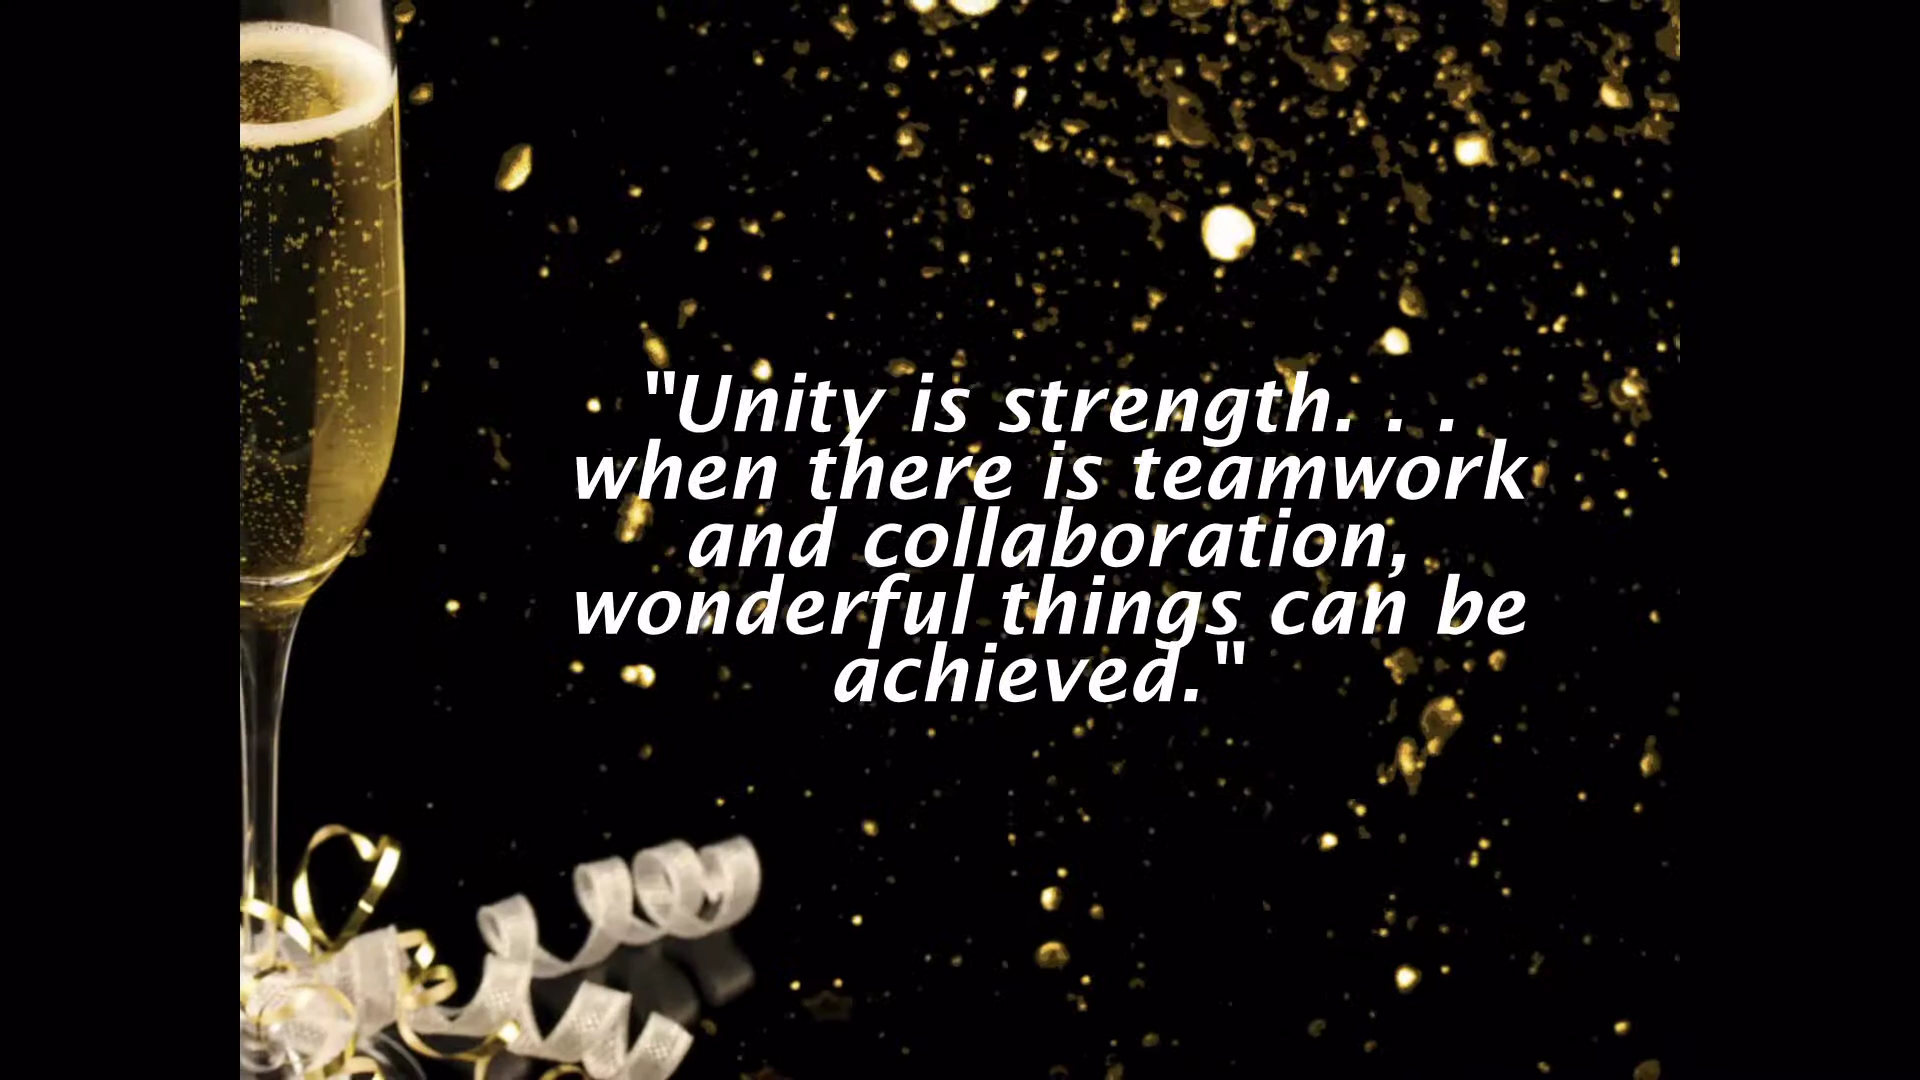 "Unity is strength. . .
when there is teamwork
and collaboration,
wonderful things can be
achieved."